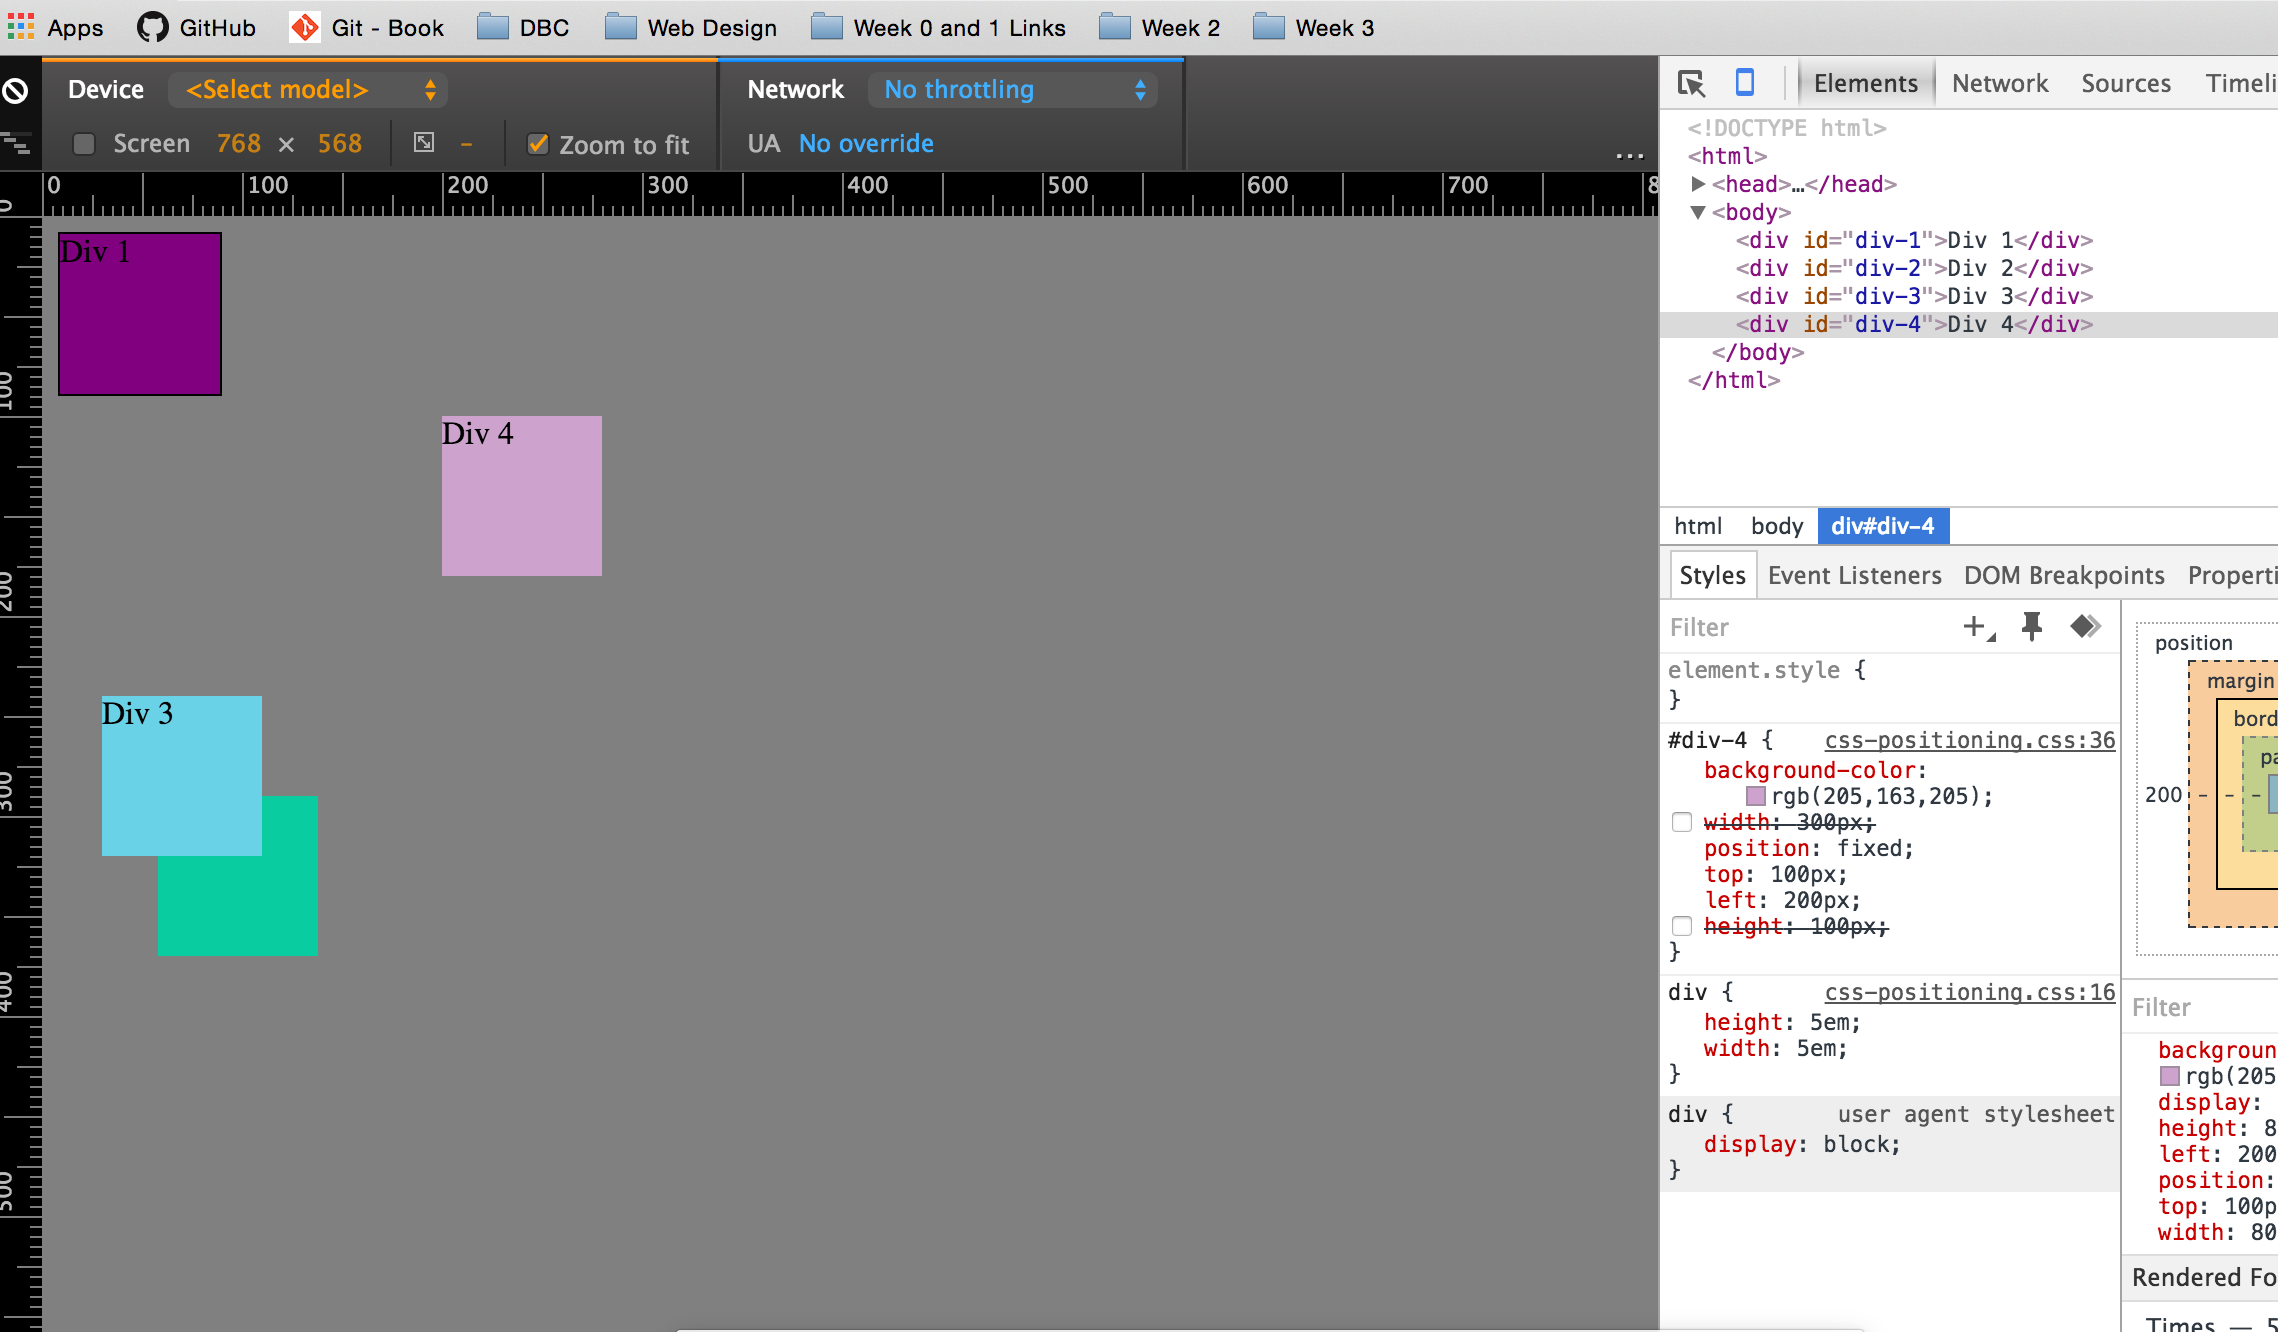 Apps GitHub Git - Book DBC Web Design Week 0 and 1 Links Week 2 Week 3
Device <Select model> Network No throttling
Screen 768 × 568 - Zoom to fit UA No override ...
0 100 200 300 400 500 600 700 8
0
100
200
300
400
500
Div 1
Div 4
Div 3
Elements Network Sources Timeli
<!DOCTYPE html>
<html>
<head>…</head>
<body>
<div id="div-1">Div 1</div>
<div id="div-2">Div 2</div>
<div id="div-3">Div 3</div>
<div id="div-4">Div 4</div>
</body>
</html>
html body div#div-4
Styles Event Listeners DOM Breakpoints Properti
Filter
element.style {
}
#div-4 { css-positioning.css:36
background-color:
rgb(205,163,205);
width: 300px;
position: fixed;
top: 100px;
left: 200px;
height: 100px;
}
div { css-positioning.css:16
height: 5em;
width: 5em;
}
div { user agent stylesheet
display: block;
}
position
margin
bord
pa
200 - - -
Filter
backgroun
rgb(205
display:
height: 8
left: 200
position:
top: 100p
width: 80
Rendered Fo
Times — 5